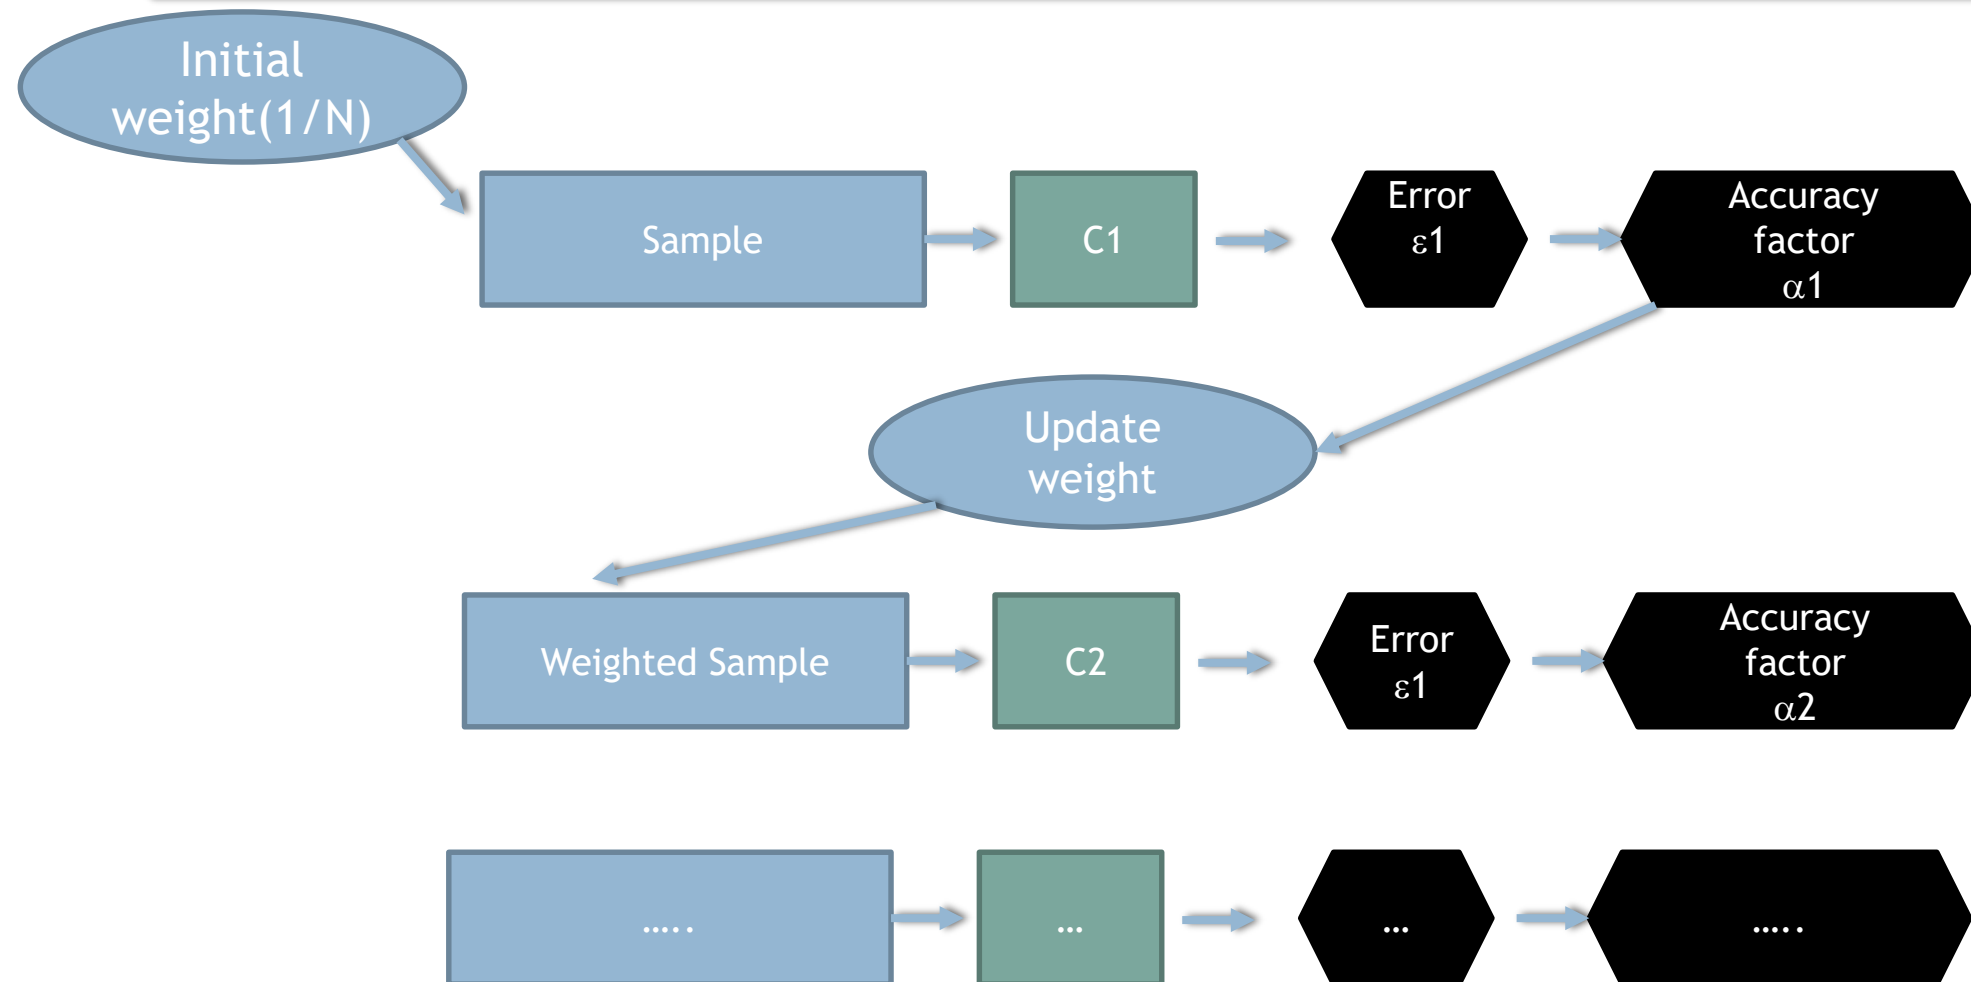 Initial
weight(1/N)
Sample
C1
Error
ε1
Accuracy
factor
α1
Update
weight
Weighted Sample
C2
Error
ε1
Accuracy
factor
α2
.....
...
...
.....